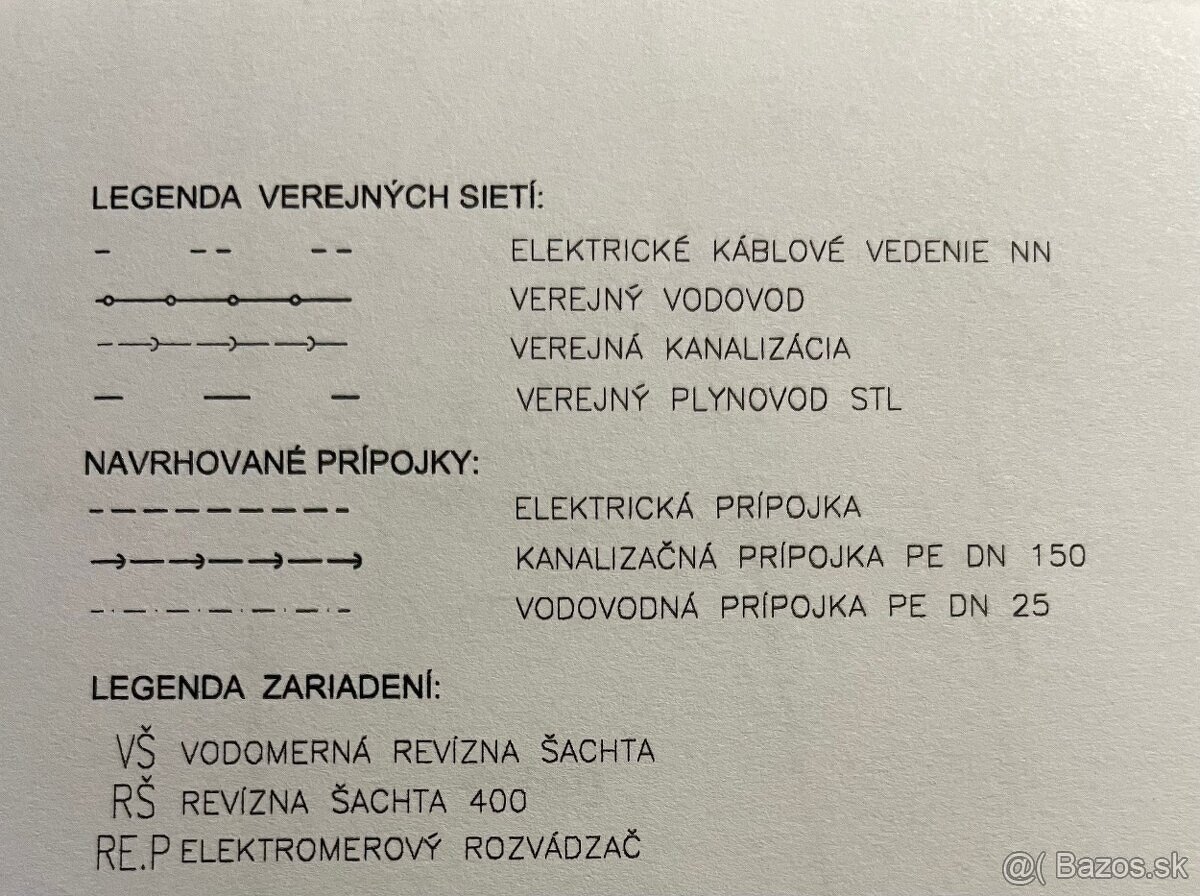 LEGENDA VEREJNÝCH SIETÍ:
ELEKTRICKÉ KÁBLOVÉ VEDENIE NN
VEREJNÝ VODOVOD
VEREJNÁ KANALIZÁCIA
VEREJNÝ PLYNOVOD STL
NAVRHOVANÉ PRÍPOJKY:
ELEKTRICKÁ PRÍPOJKA
KANALIZAČNÁ PRÍPOJKA PE DN 150
VODOVODNÁ PRÍPOJKA PE DN 25
LEGENDA ZARIADENÍ:
VŠ VODOMERNÁ REVÍZNA ŠACHTA
RŠ REVÍZNA ŠACHTA 400
RE.P ELEKTROMEROVÝ ROZVÁDZAČ
@( Bazos.sk